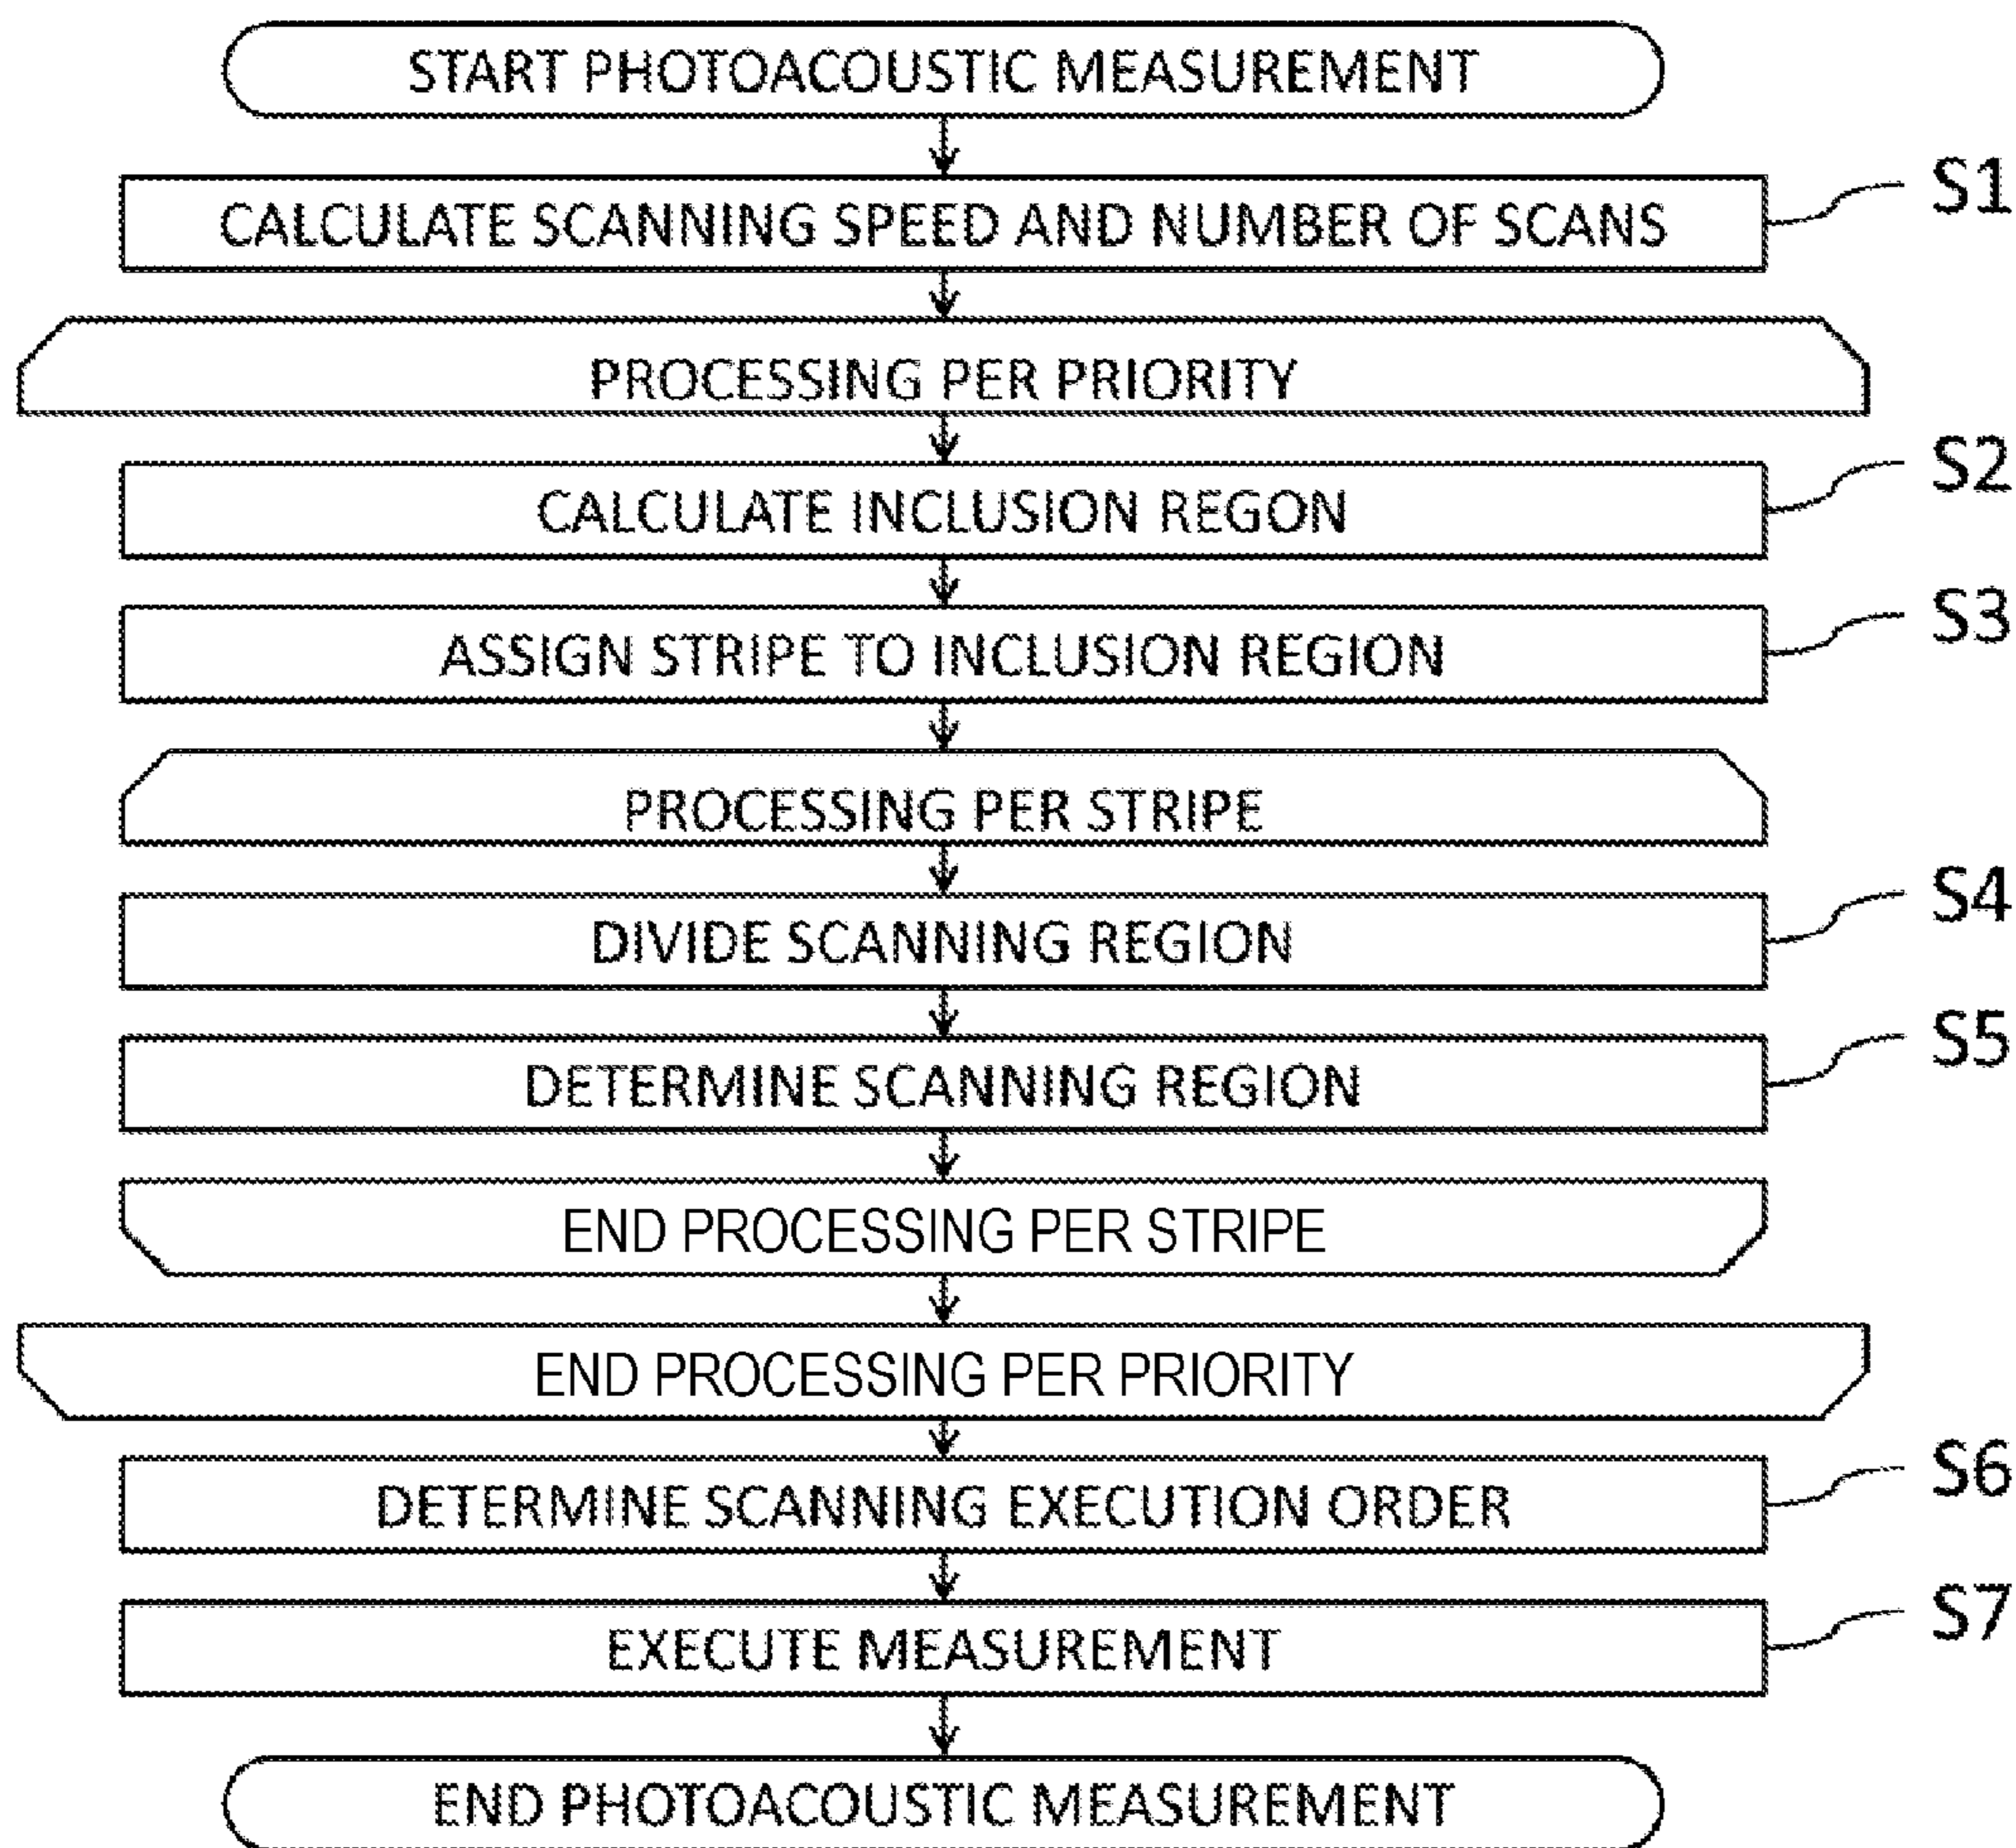 START PHOTOACOUSTIC MEASUREMENT
CALCULATE SCANNING SPEED AND NUMBER OF SCANS
S1
PROCESSING PER PRIORITY
CALCULATE INCLUSION REGON
S2
ASSIGN STRIPE TO INCLUSION REGION
S3
PROCESSING PER STRIPE
DIVIDE SCANNING REGION
S4
DETERMINE SCANNING REGION
S5
END PROCESSING PER STRIPE
END PROCESSING PER PRIORITY
DETERMINE SCANNING EXECUTION ORDER
S6
EXECUTE MEASUREMENT
S7
END PHOTOACOUSTIC MEASUREMENT